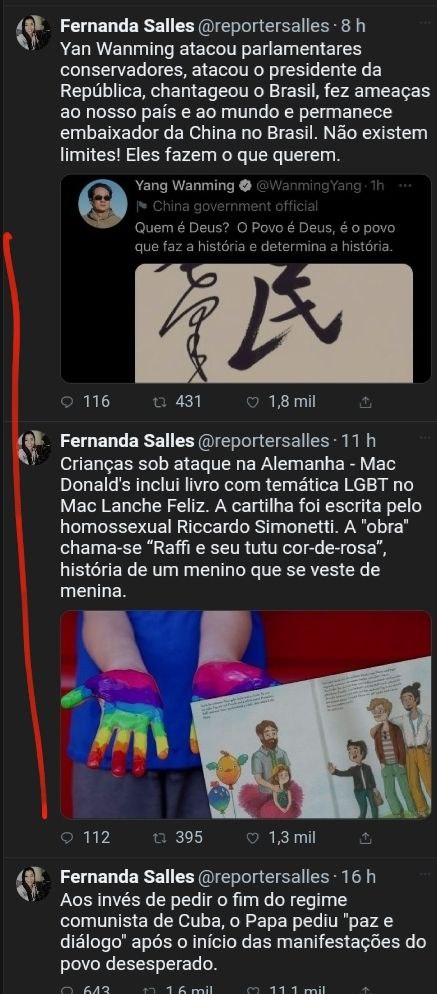 Fernanda Salles @reportersalles · 8 h
Yan Wanming atacou parlamentares
conservadores, atacou o presidente da
República, chantageou o Brasil, fez ameaças
ao nosso país e ao mundo e permanece
embaixador da China no Brasil. Não existem
limites! Eles fazem o que querem.
Yang Wanming @WanmingYang · 1h
China government official
Quem é Deus? O Povo é Deus, é o povo
que faz a história e determina a história.
民
116 431 1,8 mil
Fernanda Salles @reportersalles · 11 h
Crianças sob ataque na Alemanha - Mac
Donald's inclui livro com temática LGBT no
Mac Lanche Feliz. A cartilha foi escrita pelo
homossexual Riccardo Simonetti. A "obra"
chama-se “Raffi e seu tutu cor-de-rosa”,
história de um menino que se veste de
menina.
112 395 1,3 mil
Fernanda Salles @reportersalles · 16 h
Aos invés de pedir o fim do regime
comunista de Cuba, o Papa pediu "paz e
diálogo" após o início das manifestações do
povo desesperado.
643 1,6 mil 11,1 mil